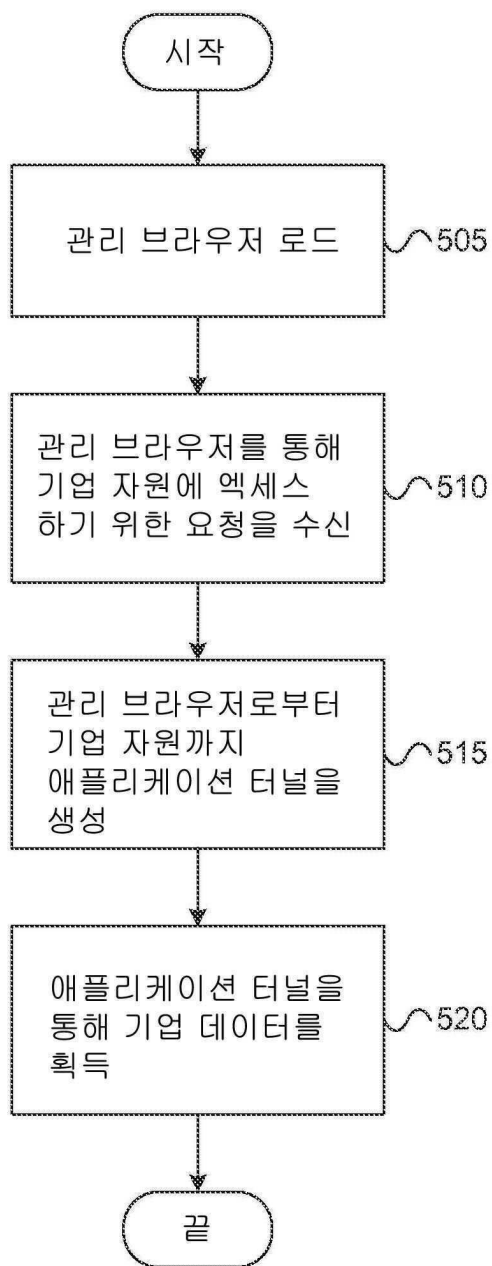 시작
관리 브라우저 로드
505
관리 브라우저를 통해
기업 자원에 엑세스
하기 위한 요청을 수신
510
관리 브라우저로부터
기업 자원까지
애플리케이션 터널을
생성
515
애플리케이션 터널을
통해 기업 데이터를
획득
520
끝